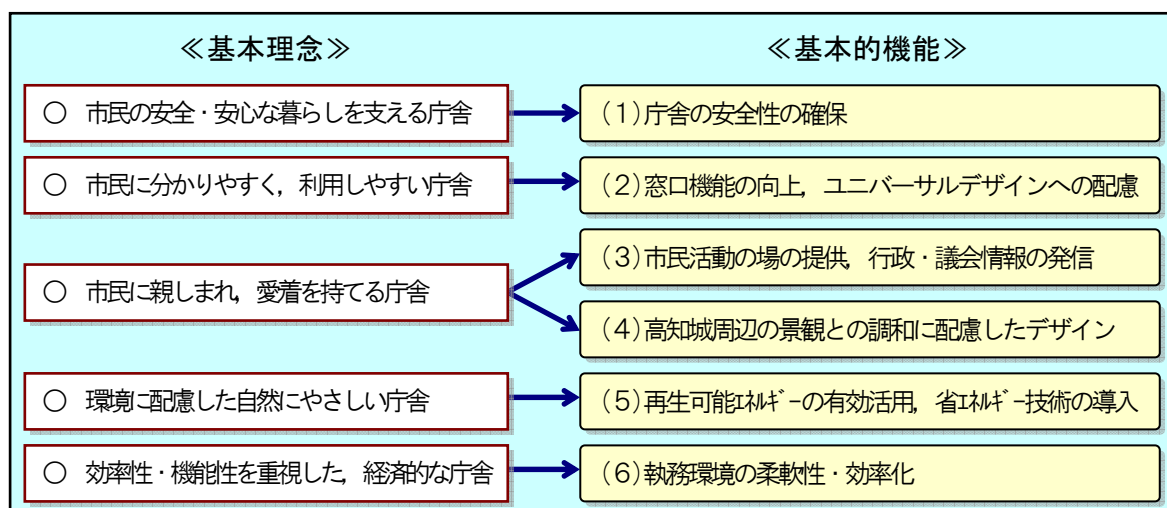 ≪基本理念≫ ≪基本的機能≫
○ 市民の安全・安心な暮らしを支える庁舎
(1)庁舎の安全性の確保
○ 市民に分かりやすく，利用しやすい庁舎
(2)窓口機能の向上，ユニバーサルデザインへの配慮
○ 市民に親しまれ，愛着を持てる庁舎
(3)市民活動の場の提供，行政・議会情報の発信
(4)高知城周辺の景観との調和に配慮したデザイン
○ 環境に配慮した自然にやさしい庁舎
(5)再生可能ｴﾈﾙｷﾞｰの有効活用，省ｴﾈﾙｷﾞｰ技術の導入
○ 効率性・機能性を重視した，経済的な庁舎
(6)執務環境の柔軟性・効率化